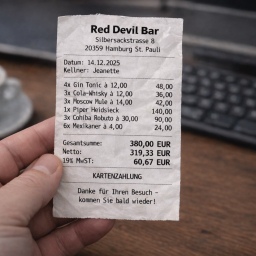 Red Devil Bar
Silbersackstrasse 8
20359 Hamburg St. Pauli
Datum: 14.12.2025
Kellner: Jeanette
4x Gin Tonic à 12,00 48,00
3x Cola-Whisky à 12,00 36,00
3x Moscow Mule à 14,00 42,00
1x Piper Heidsieck 140,00
3x Cohiba Robuto à 30,00 90,00
6x Mexikaner à 4,00 24,00
Gesamtsumme: 380,00 EUR
Netto: 319,33 EUR
19% MwST: 60,67 EUR
KARTENZAHLUNG
Danke für Ihren Besuch –
kommen Sie bald wieder!